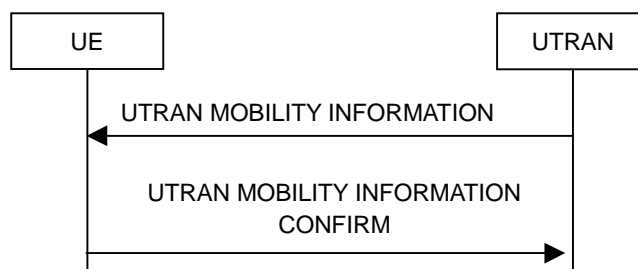 UE
UTRAN
UTRAN MOBILITY INFORMATION
UTRAN MOBILITY INFORMATION
CONFIRM